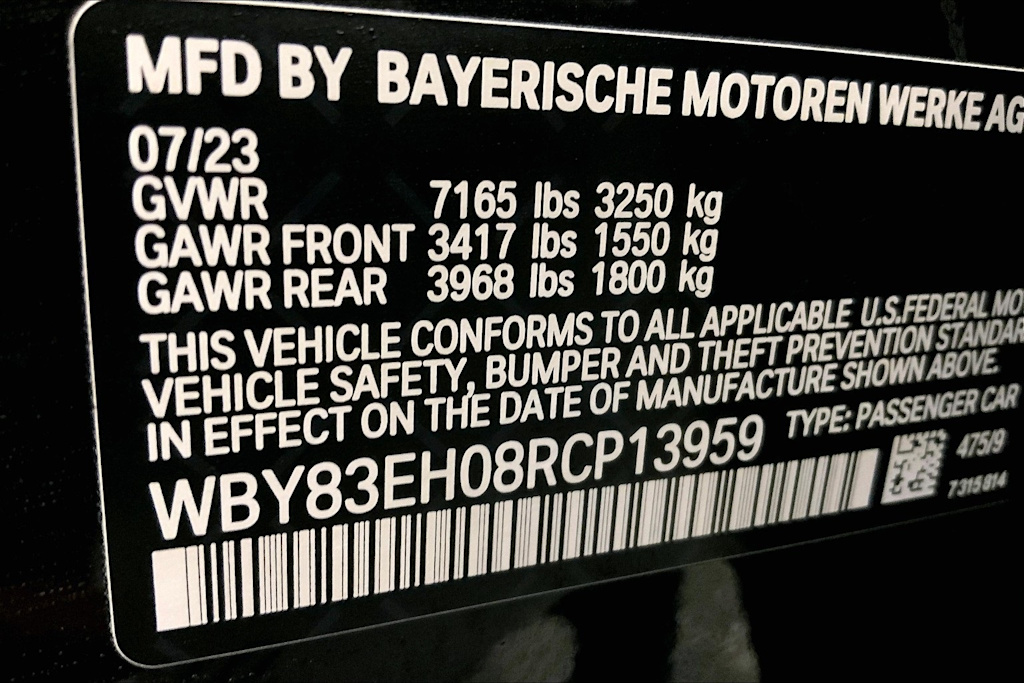 MFD BY BAYERISCHE MOTOREN WERKE AG
07/23
GVWR 7165 lbs 3250 kg
GAWR FRONT 3417 lbs 1550 kg
GAWR REAR 3968 lbs 1800 kg
THIS VEHICLE CONFORMS TO ALL APPLICABLE U.S.FEDERAL MO
VEHICLE SAFETY, BUMPER AND THEFT PREVENTION STANDAR
IN EFFECT ON THE DATE OF MANUFACTURE SHOWN ABOVE.
WBY83EH08RCP13959 TYPE: PASSENGER CAR
475/9
7315814